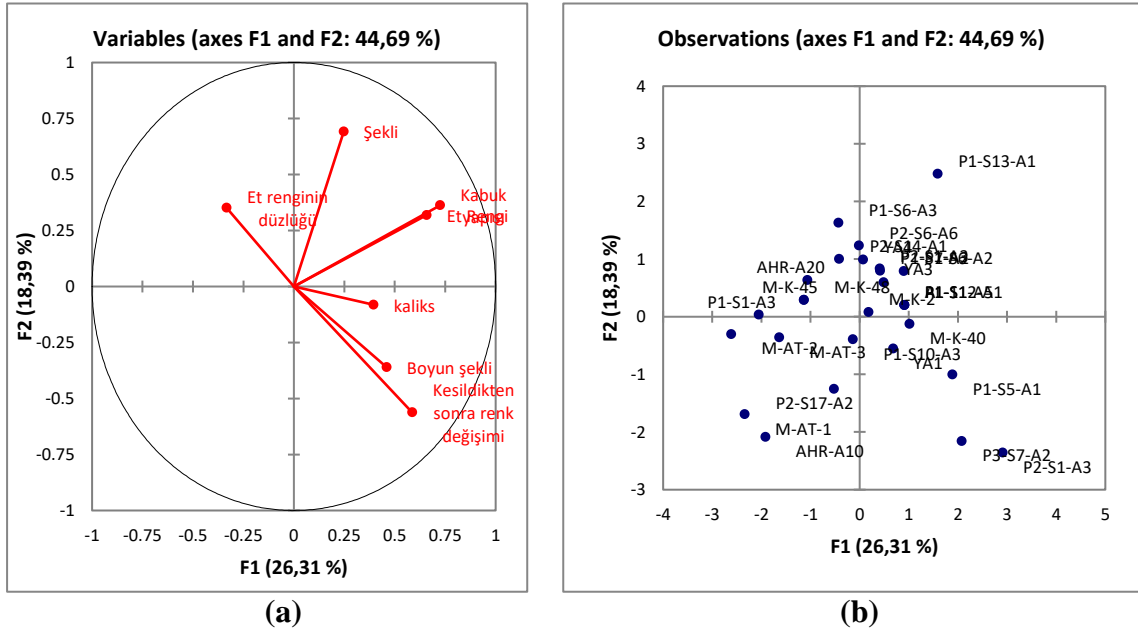 Variables (axes F1 and F2: 44,69 %)
1
0.75
0.5
0.25
0
-0.25
-0.5
-0.75
-1
-1
-0.75
-0.5
-0.25
0
0.25
0.5
0.75
1
F2 (18,39 %)
F1 (26,31 %)
Şekli
Et renginin
düzlüğü
Kabuk
Rengi
kaliks
Boyun şekli
Kesildikten
sonra renk
değişimi
(a)
Observations (axes F1 and F2: 44,69 %)
4
3
2
1
0
-1
-2
-3
-4
-3
-2
-1
0
1
2
3
4
5
F2 (18,39 %)
F1 (26,31 %)
P1-S13-A1
P1-S6-A3
P2-S6-A6
AHR-A20
YA3
M-K-45
M-K-48
P1-S1-A3
M-K-2
M-K-40
M-AT-2
M-AT-3
P1-S10-A3
YA1
P1-S5-A1
P2-S17-A2
M-AT-1
AHR-A10
P3-S7-A2
P2-S1-A3
(b)